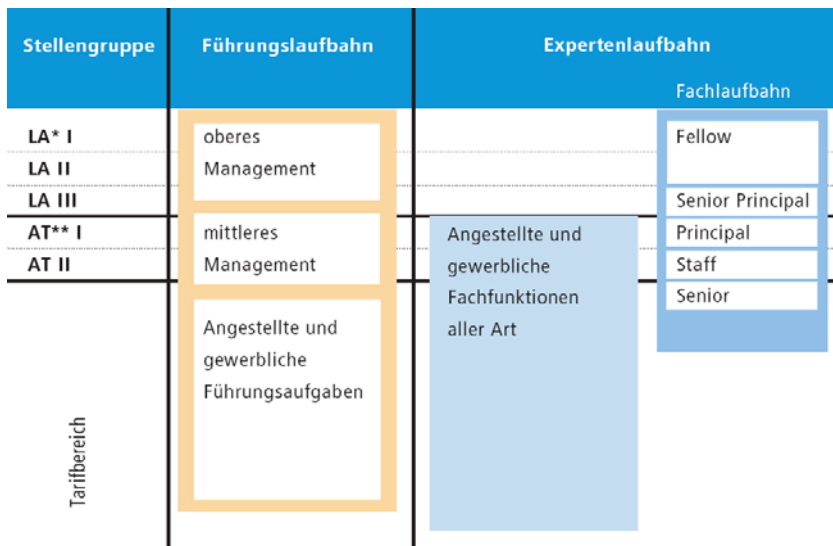 Stellengruppe
Führungslaufbahn
Expertenlaufbahn
Fachlaufbahn
LA* I
LA II
LA III
AT** I
AT II
Tarifbereich
oberes
Management
mittleres
Management
Angestellte und
gewerbliche
Führungsaufgaben
Angestellte und
gewerbliche
Fachfunktionen
aller Art
Fellow
Senior Principal
Principal
Staff
Senior